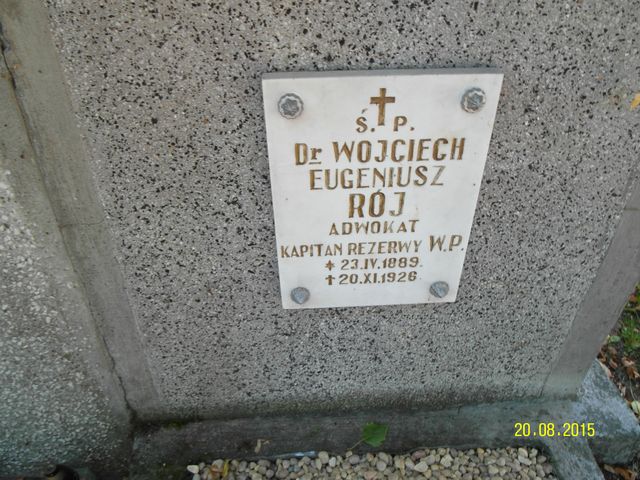 Ś. P.
Dr WOJCIECH
EUGENIUSZ
RÓJ
ADWOKAT
KAPITAN REZERWY W.P.
* 23.IV.1889
† 20.XI.1926
20.08.2015